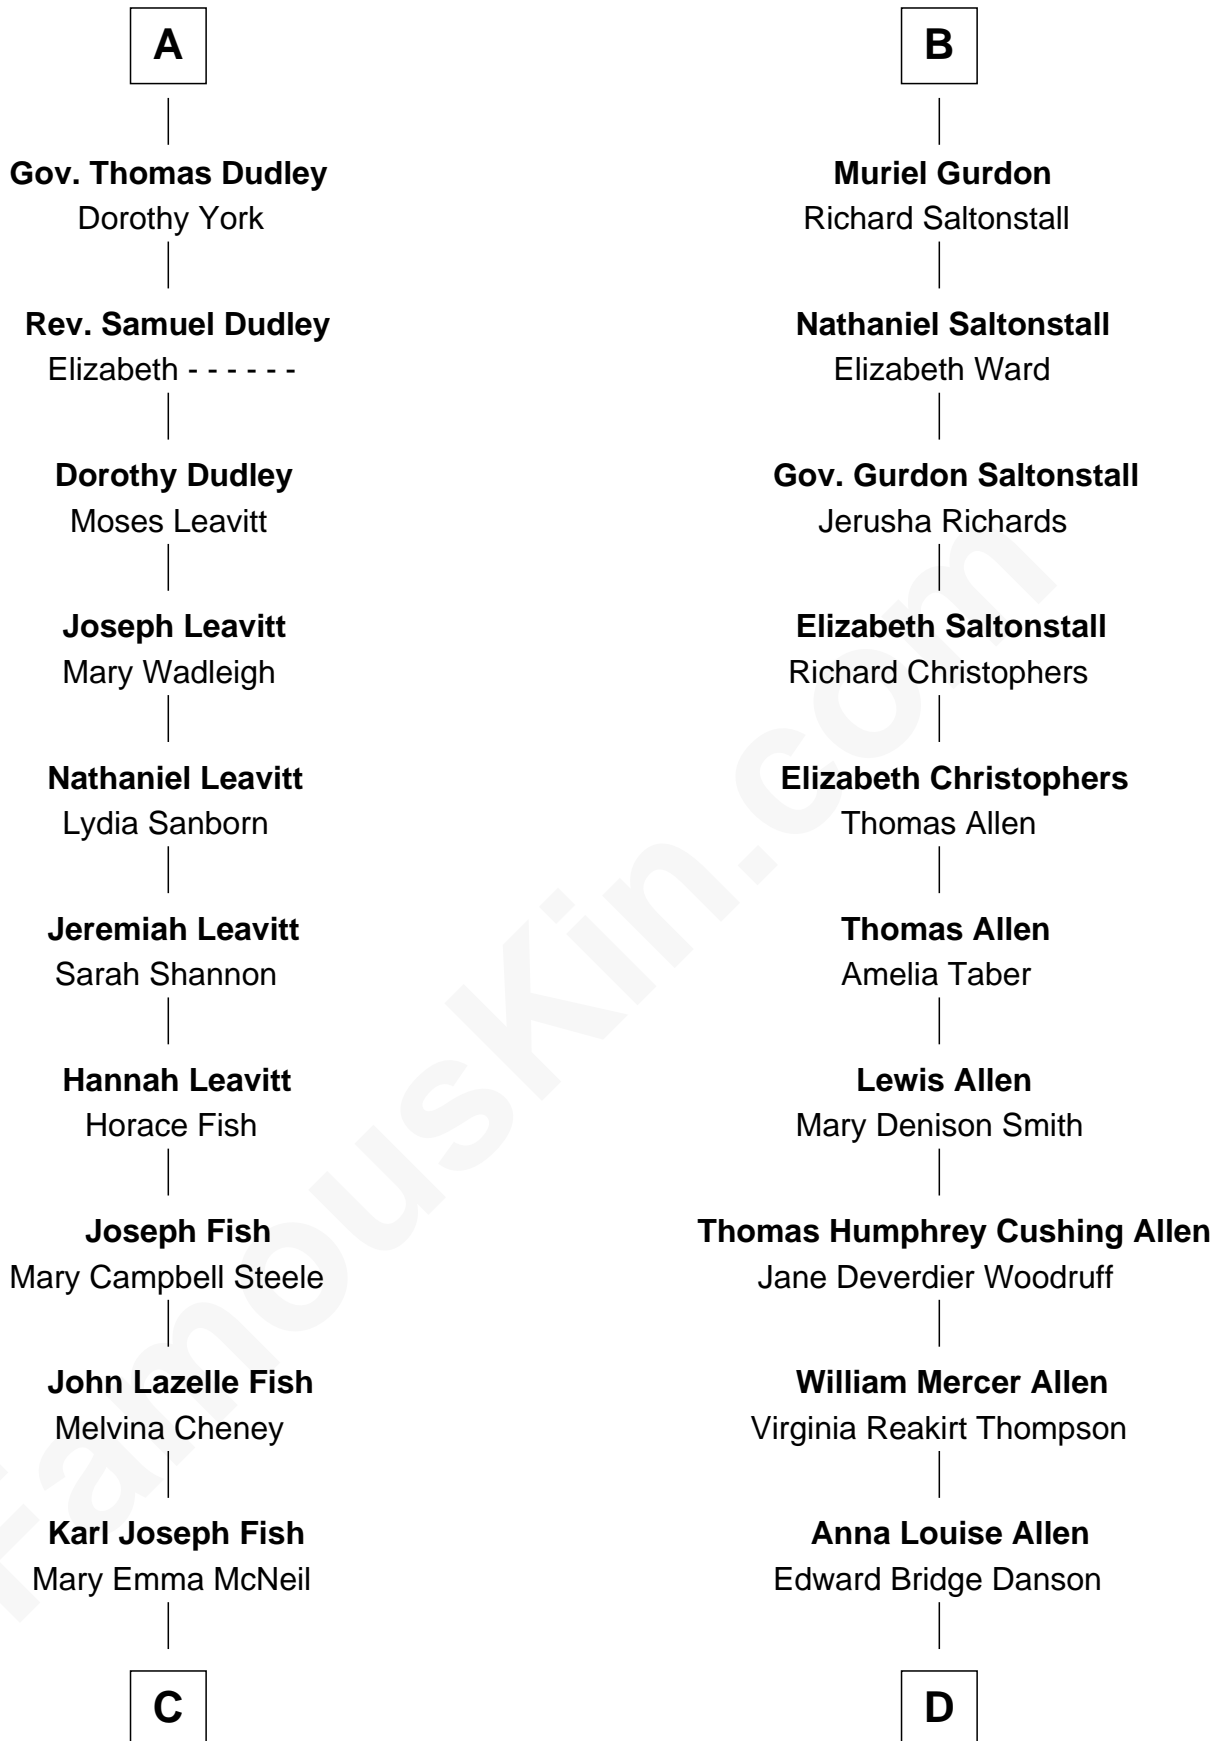 A
Gov. Thomas Dudley
Dorothy York
Rev. Samuel Dudley
Elizabeth - - - - - -
Dorothy Dudley
Moses Leavitt
Joseph Leavitt
Mary Wadleigh
Nathaniel Leavitt
Lydia Sanborn
Jeremiah Leavitt
Sarah Shannon
Hannah Leavitt
Horace Fish
Joseph Fish
Mary Campbell Steele
John Lazelle Fish
Melvina Cheney
Karl Joseph Fish
Mary Emma McNeil
C
B
Muriel Gurdon
Richard Saltonstall
Nathaniel Saltonstall
Elizabeth Ward
Gov. Gurdon Saltonstall
Jerusha Richards
Elizabeth Saltonstall
Richard Christophers
Elizabeth Christophers
Thomas Allen
Thomas Allen
Amelia Taber
Lewis Allen
Mary Denison Smith
Thomas Humphrey Cushing Allen
Jane Deverdier Woodruff
William Mercer Allen
Virginia Reakirt Thompson
Anna Louise Allen
Edward Bridge Danson
D
FamousKin.com